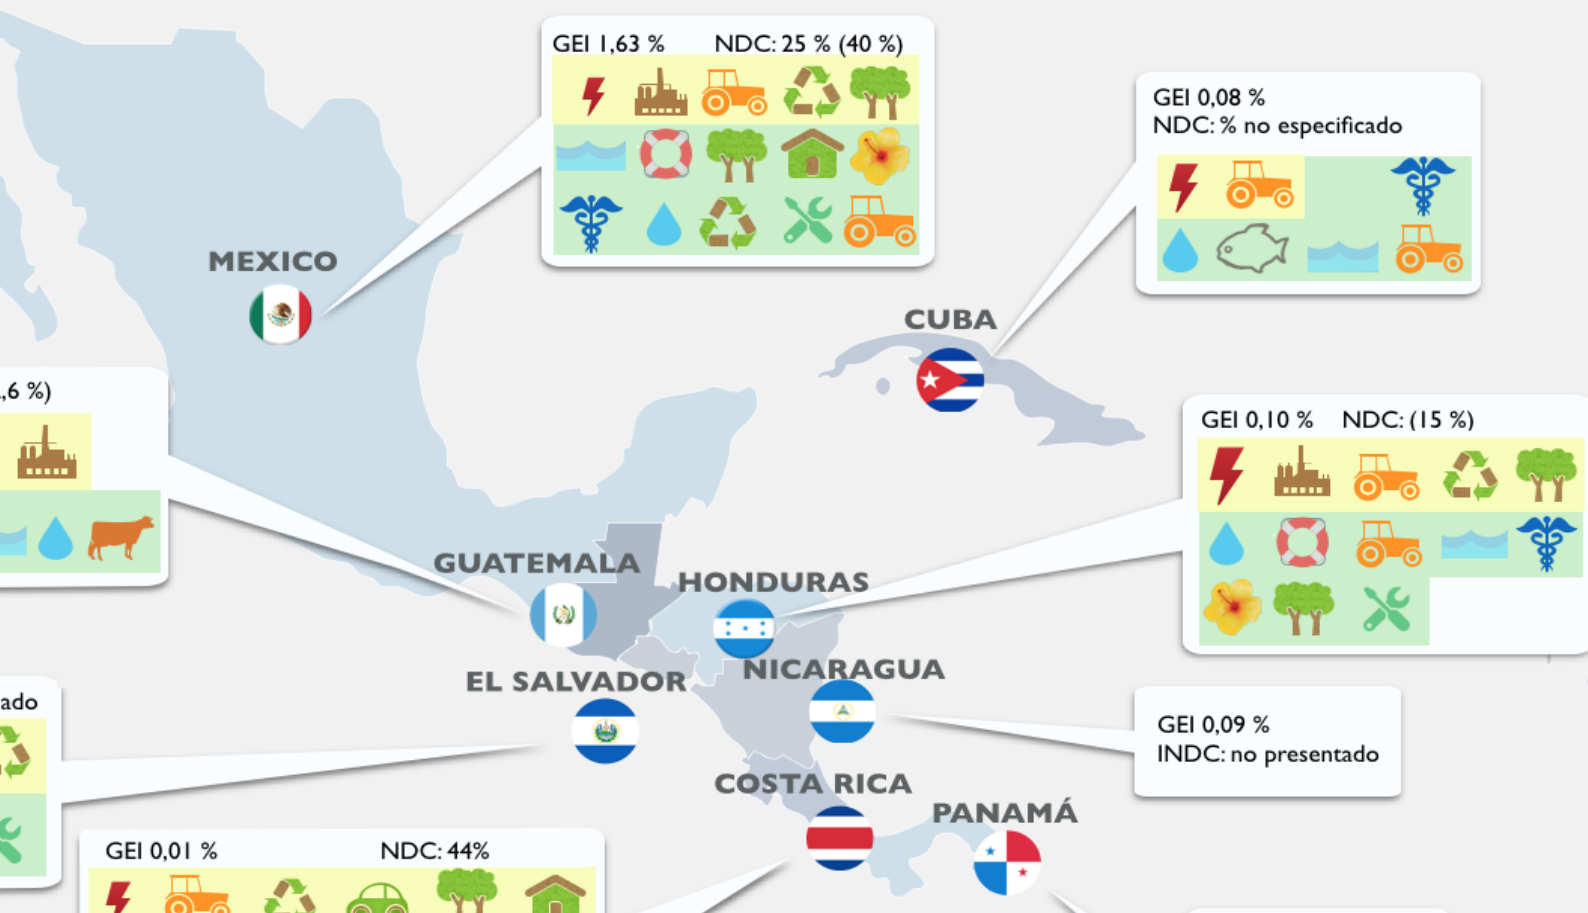 GEI 1,63 % NDC: 25 % (40 %)
GEI 0,08 %
NDC: % no especificado
MEXICO
CUBA
,6 %)
GEI 0,10 % NDC: (15 %)
GUATEMALA
HONDURAS
NICARAGUA
EL SALVADOR
ado
GEI 0,09 %
INDC: no presentado
COSTA RICA
PANAMÁ
GEI 0,01 % NDC: 44%